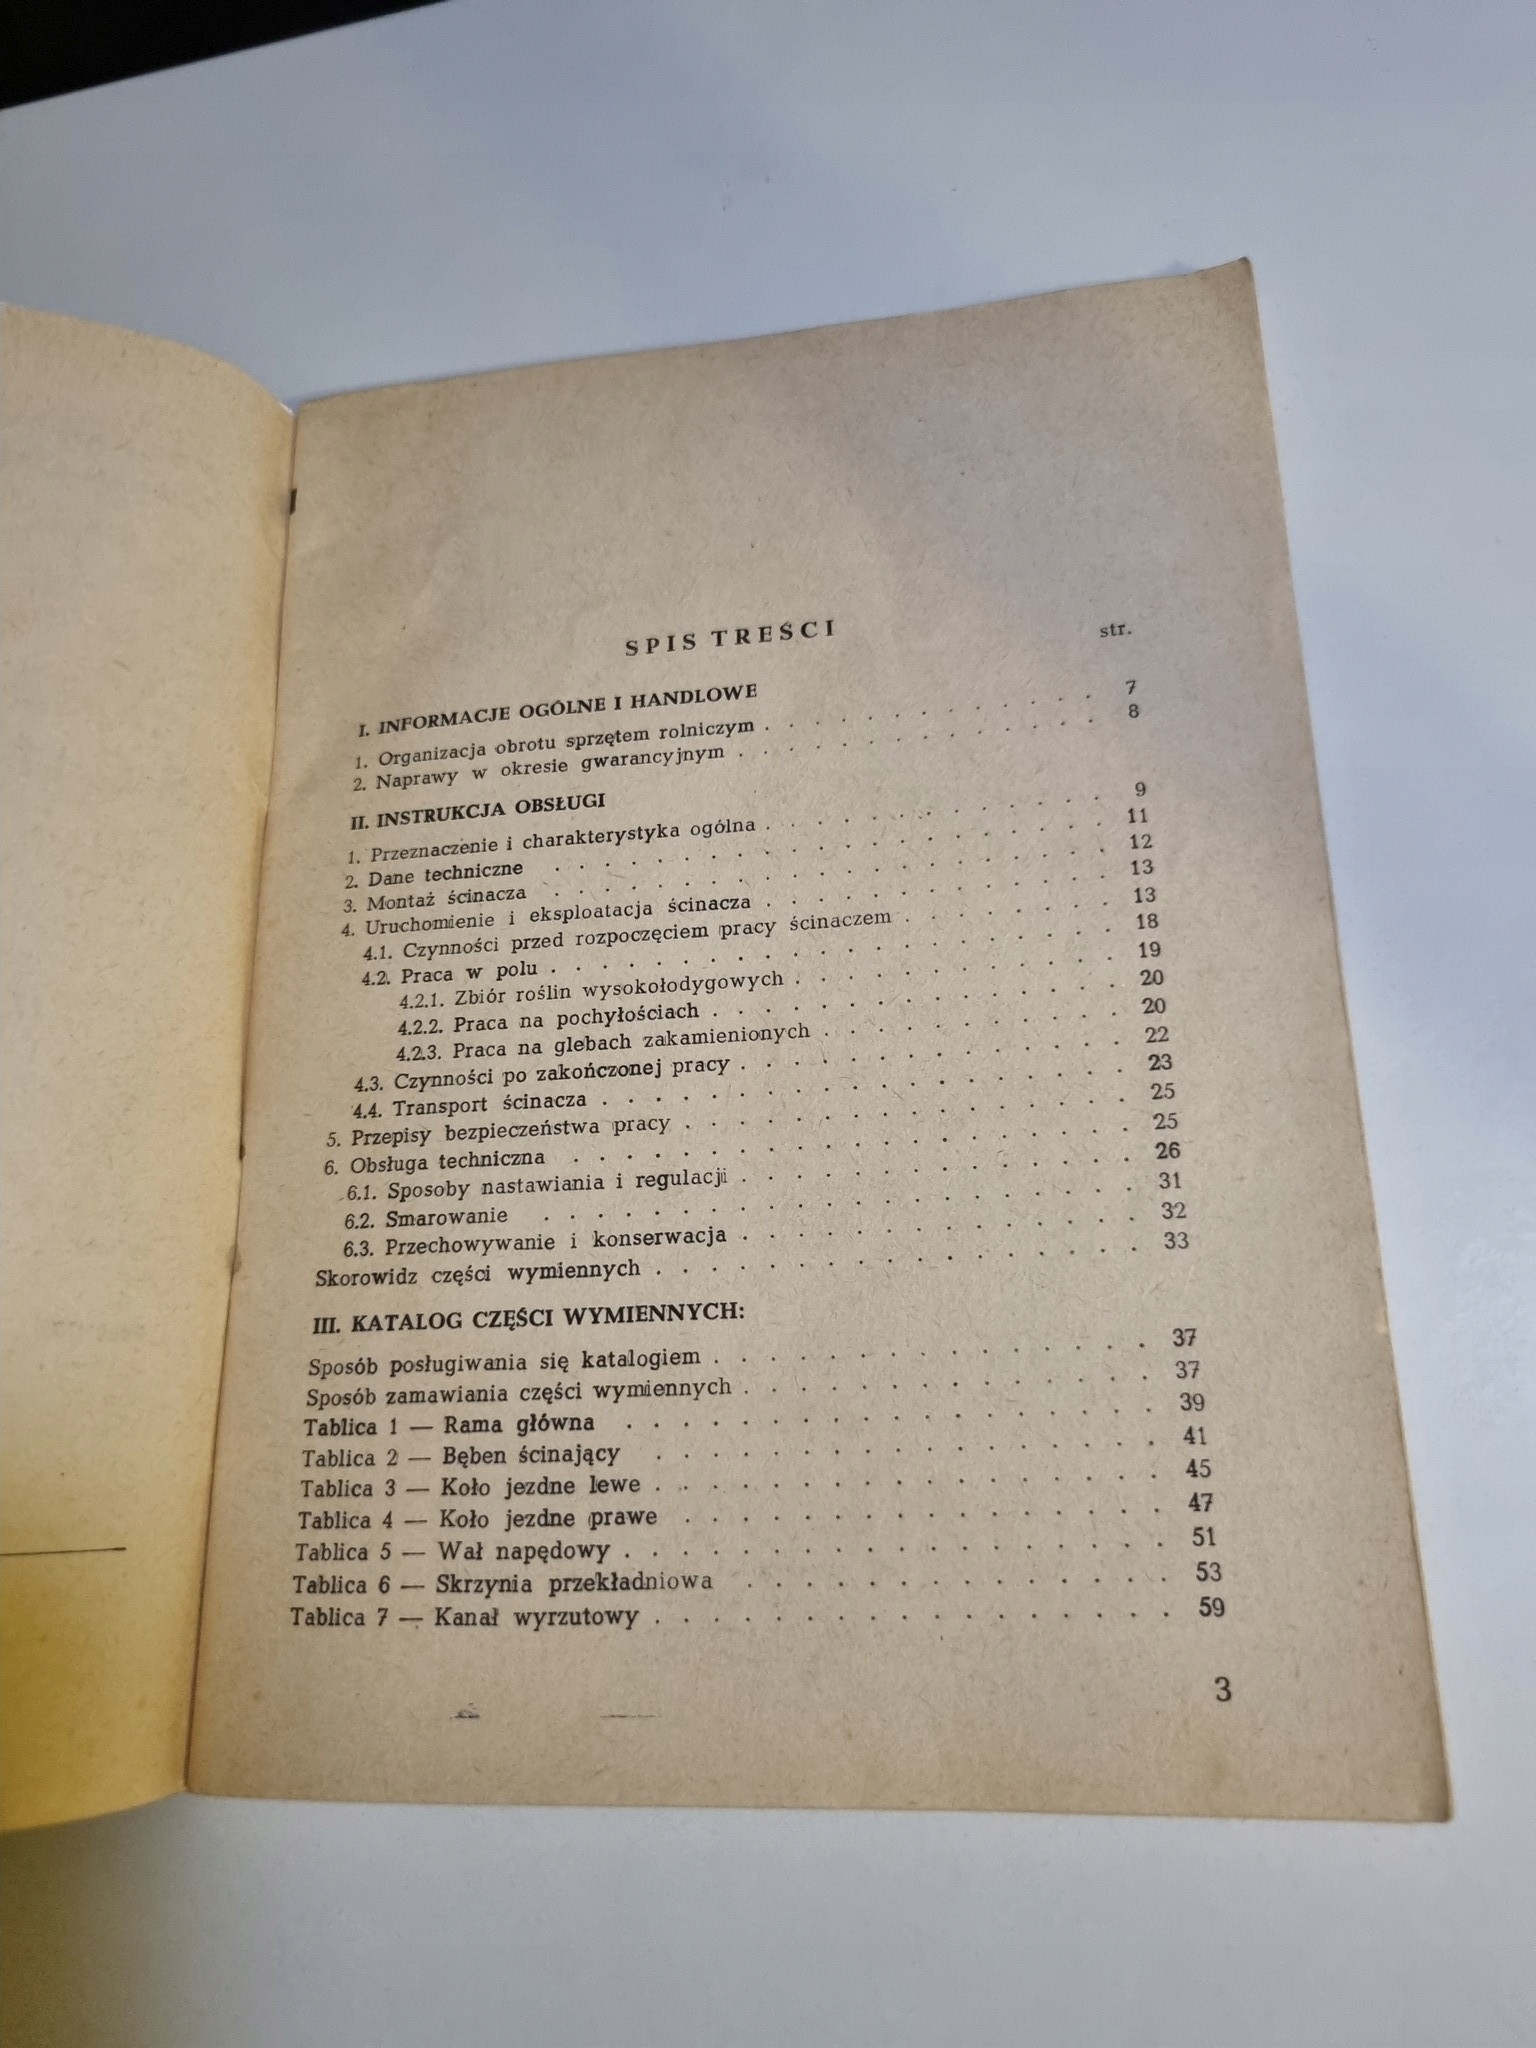 SPIS TREŚCI
str.
I. INFORMACJE OGÓLNE I HANDLOWE
1. Organizacja obrotu sprzętem rolniczym . . . . . . . . . . . . . 7
2. Naprawy w okresie gwarancyjnym . . . . . . . . . . . . . . 8
II. INSTRUKCJA OBSŁUGI
1. Przeznaczenie i charakterystyka ogólna . . . . . . . . . . . . . 9
2. Dane techniczne . . . . . . . . . . . . . . . . . . . . . 11
3. Montaż ścinacza . . . . . . . . . . . . . . . . . . . . . 12
4. Uruchomienie i eksploatacja ścinacza . . . . . . . . . . . . . 13
4.1. Czynności przed rozpoczęciem pracy ścinaczem . . . . . . . . 13
4.2. Praca w polu . . . . . . . . . . . . . . . . . . . . . 18
4.2.1. Zbiór roślin wysokołodygowych . . . . . . . . . . . . 19
4.2.2. Praca na pochyłościach . . . . . . . . . . . . . . . 20
4.2.3. Praca na glebach zakamienionych . . . . . . . . . . . 20
4.3. Czynności po zakończonej pracy . . . . . . . . . . . . . . 22
4.4. Transport ścinacza . . . . . . . . . . . . . . . . . . . 23
5. Przepisy bezpieczeństwa pracy . . . . . . . . . . . . . . . . 25
6. Obsługa techniczna . . . . . . . . . . . . . . . . . . . . 25
6.1. Sposoby nastawiania i regulacji . . . . . . . . . . . . . . 26
6.2. Smarowanie . . . . . . . . . . . . . . . . . . . . . 31
6.3. Przechowywanie i konserwacja . . . . . . . . . . . . . . 32
Skorowidz części wymiennych . . . . . . . . . . . . . . . . . 33
III. KATALOG CZĘŚCI WYMIENNYCH:
Sposób posługiwania się katalogiem . . . . . . . . . . . . . . . 37
Sposób zamawiania części wymiennych . . . . . . . . . . . . . . 37
Tablica 1 — Rama główna . . . . . . . . . . . . . . . . . . 39
Tablica 2 — Bęben ścinający . . . . . . . . . . . . . . . . . 41
Tablica 3 — Koło jezdne lewe . . . . . . . . . . . . . . . . . 45
Tablica 4 — Koło jezdne prawe . . . . . . . . . . . . . . . . 47
Tablica 5 — Wał napędowy . . . . . . . . . . . . . . . . . . 51
Tablica 6 — Skrzynia przekładniowa . . . . . . . . . . . . . . 53
Tablica 7 — Kanał wyrzutowy . . . . . . . . . . . . . . . . . 59
3